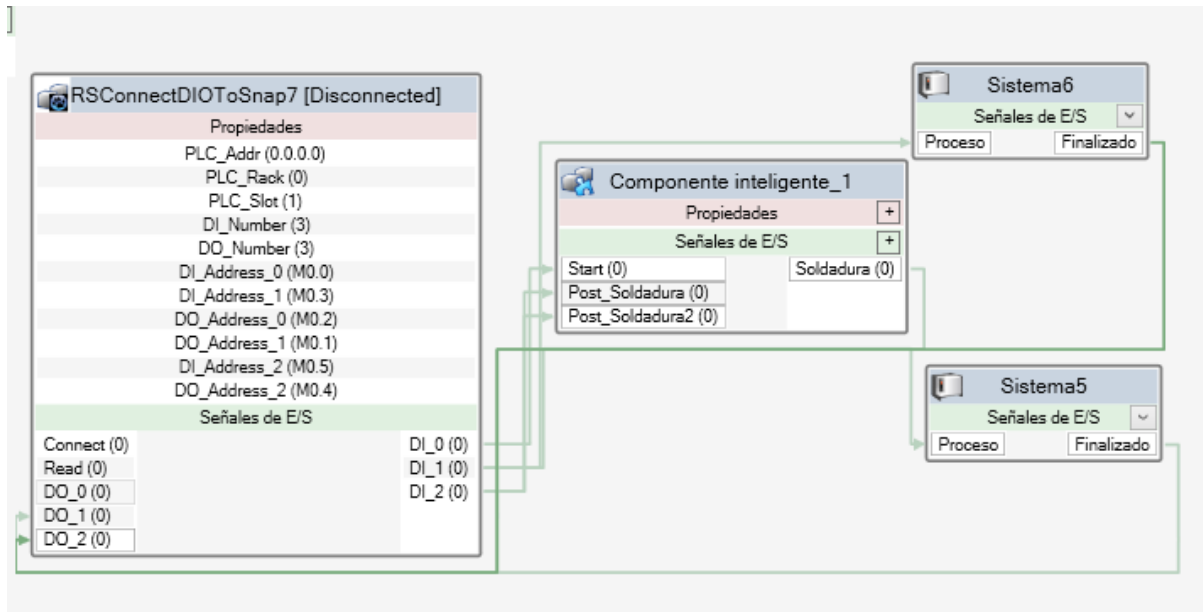 ]
RSConnectDIOToSnap7 [Disconnected]
Propiedades
PLC_Addr (0.0.0.0)
PLC_Rack (0)
PLC_Slot (1)
DI_Number (3)
DO_Number (3)
DI_Address_0 (M0.0)
DI_Address_1 (M0.3)
DO_Address_0 (M0.2)
DO_Address_1 (M0.1)
DI_Address_2 (M0.5)
DO_Address_2 (M0.4)
Señales de E/S
Connect (0) DI_0 (0)
Read (0) DI_1 (0)
DO_0 (0) DI_2 (0)
DO_1 (0)
DO_2 (0)
Componente inteligente_1
Propiedades +
Señales de E/S +
Start (0) Soldadura (0)
Post_Soldadura (0)
Post_Soldadura2 (0)
Sistema6
Señales de E/S
Proceso Finalizado
Sistema5
Señales de E/S
Proceso Finalizado